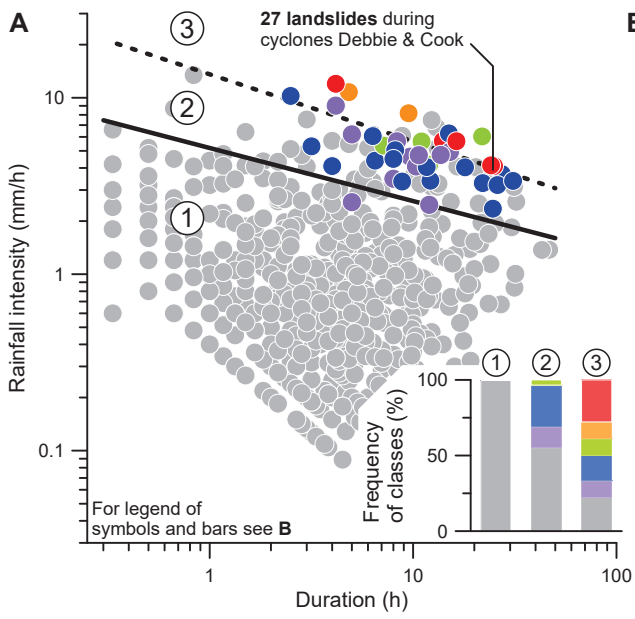 A
27 landslides during
cyclones Debbie & Cook
3
2
1
10
1
0.1
Rainfall intensity (mm/h)
For legend of
symbols and bars see B
1
10
100
Duration (h)
1
2
3
100
50
0
Frequency
of classes (%)